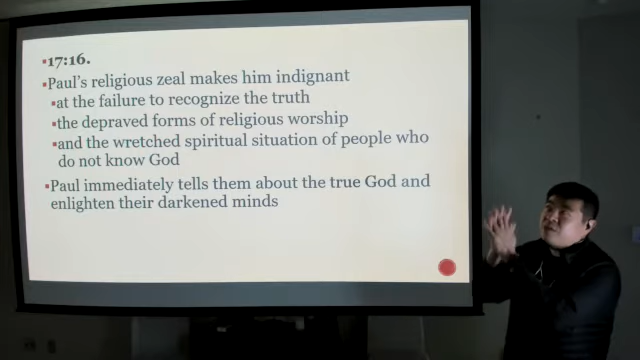 17:16.
Paul's religious zeal makes him indignant
at the failure to recognize the truth
the depraved forms of religious worship
and the wretched spiritual situation of people who
do not know God
Paul immediately tells them about the true God and
enlighten their darkened minds